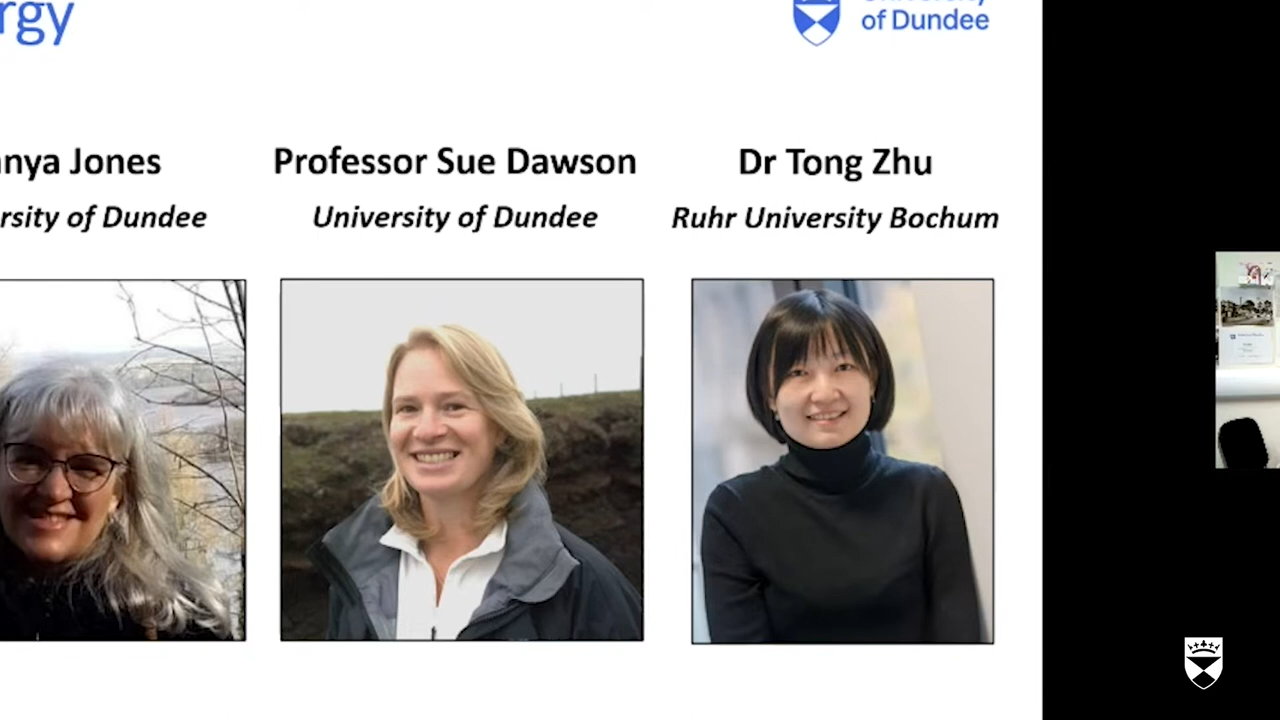 rgy
of Dundee
nya Jones
rsity of Dundee
Professor Sue Dawson
University of Dundee
Dr Tong Zhu
Ruhr University Bochum